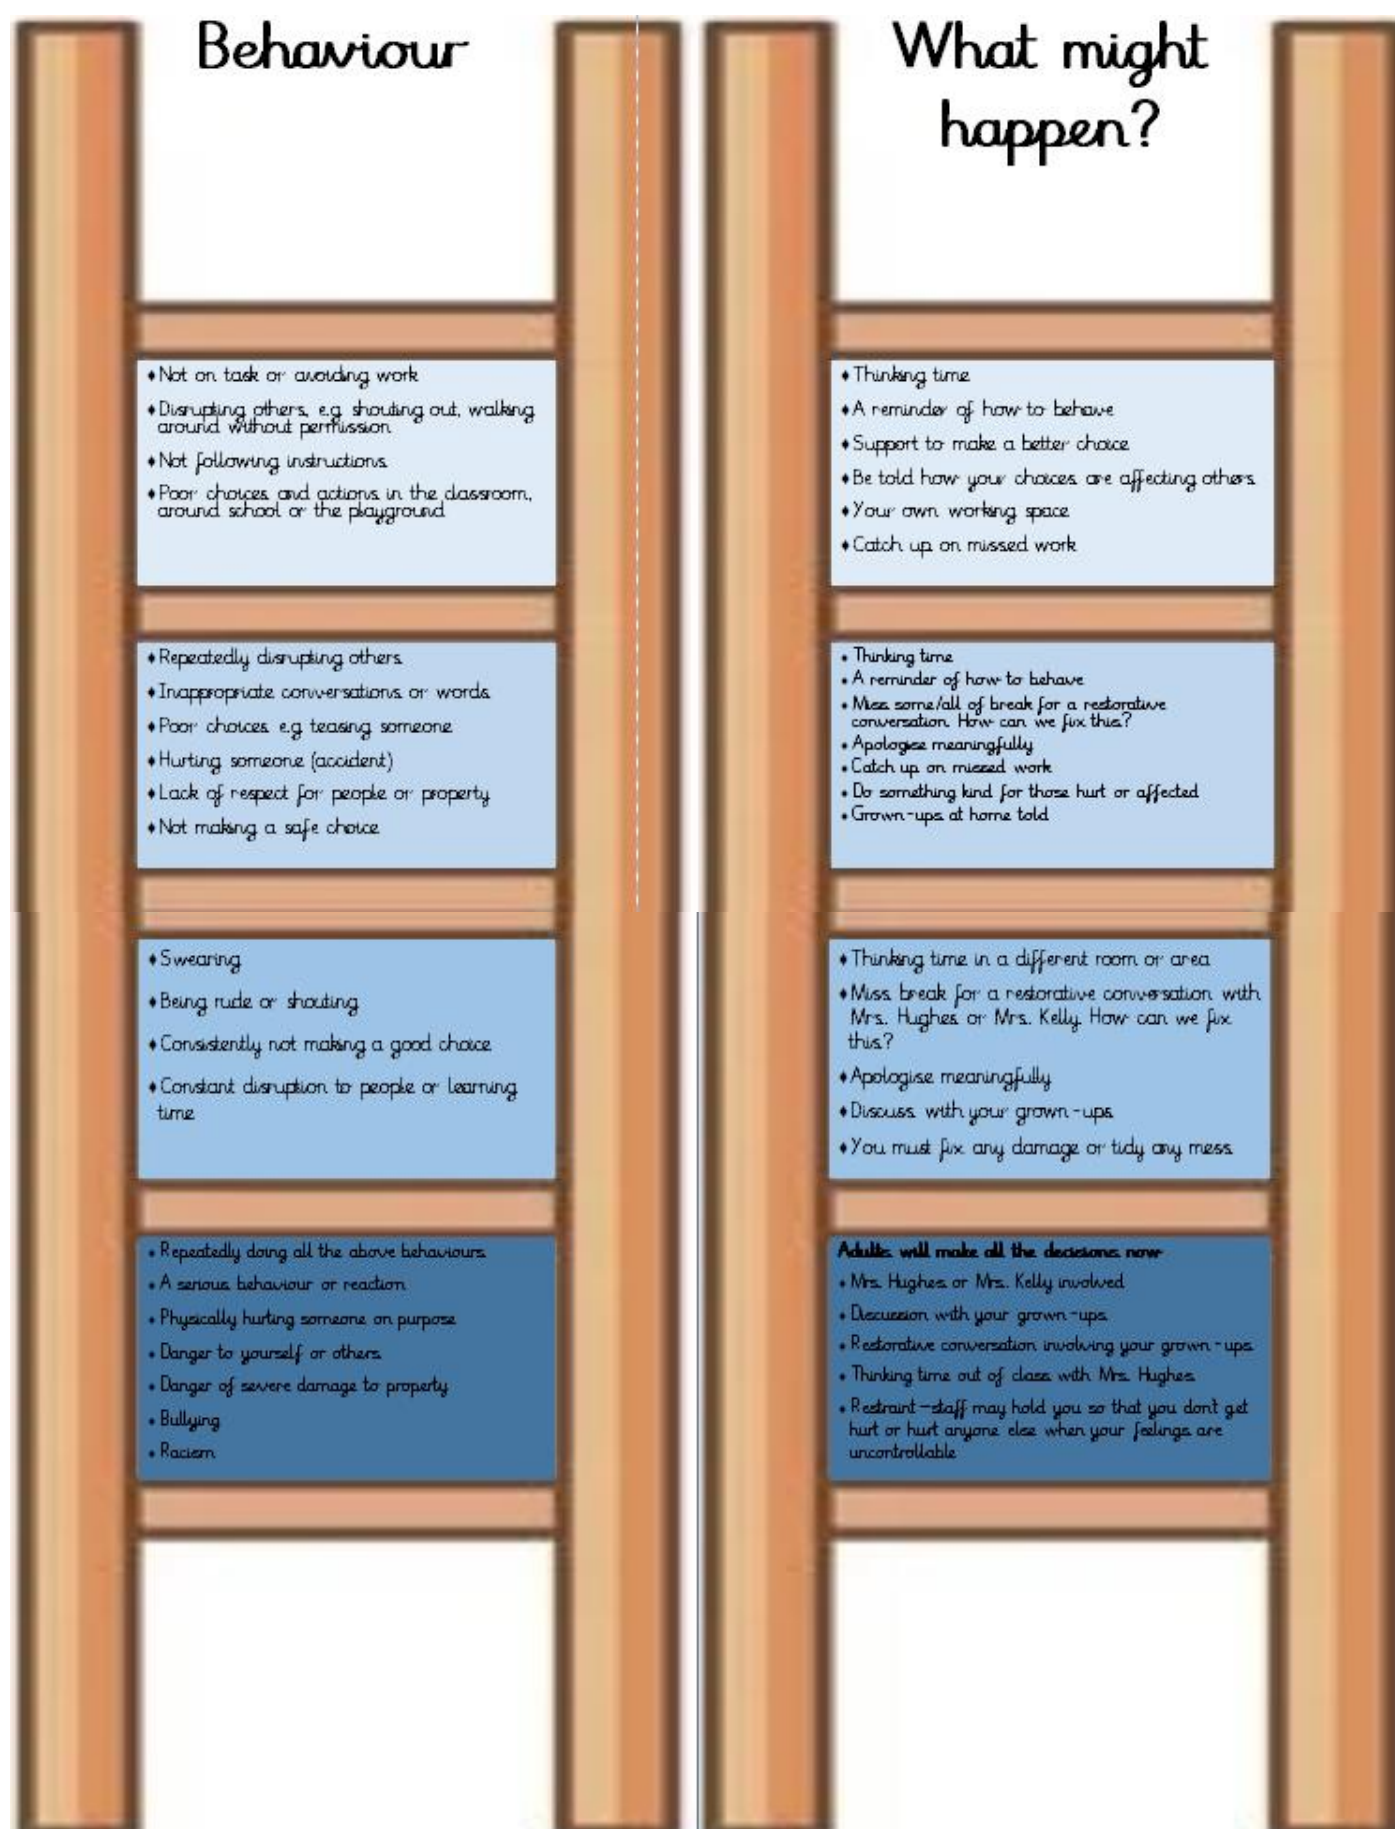 Behaviour
♦Not on task or avoiding work
♦Disrupting others, e.g. shouting out, walking
around without permission
♦Not following instructions
♦Poor choices and actions in the classroom,
around school or the playground
♦Repeatedly disrupting others
♦Inappropriate conversations or words
♦Poor choices e.g. teasing someone
♦Hurting someone (accident)
♦Lack of respect for people or property
♦Not making a safe choice
♦Swearing
♦Being rude or shouting
♦Consistently not making a good choice
♦Constant disruption to people or learning
time
• Repeatedly doing all the above behaviours
• A serious behaviour or reaction
• Physically hurting someone on purpose
• Danger to yourself or others
• Danger of severe damage to property
• Bullying
• Racism
What might
happen?
♦Thinking time
♦A reminder of how to behave
♦Support to make a better choice
♦Be told how your choices are affecting others
♦Your own working space
♦Catch up on missed work
• Thinking time
• A reminder of how to behave
• Miss some/all of break for a restorative
conversation. How can we fix this?
• Apologise meaningfully
• Catch up on missed work
• Do something kind for those hurt or affected
• Grown-ups at home told
♦Thinking time in a different room or area
♦Miss break for a restorative conversation with
Mrs. Hughes or Mrs. Kelly. How can we fix
this?
♦Apologise meaningfully
♦Discuss with your grown-ups
♦You must fix any damage or tidy any mess
Adults will make all the decisions now
• Mrs. Hughes or Mrs. Kelly involved
• Discussion with your grown-ups
• Restorative conversation involving your grown-ups
• Thinking time out of class with Mrs. Hughes
• Restraint—staff may hold you so that you don't get
hurt or hurt anyone else when your feelings are
uncontrollable